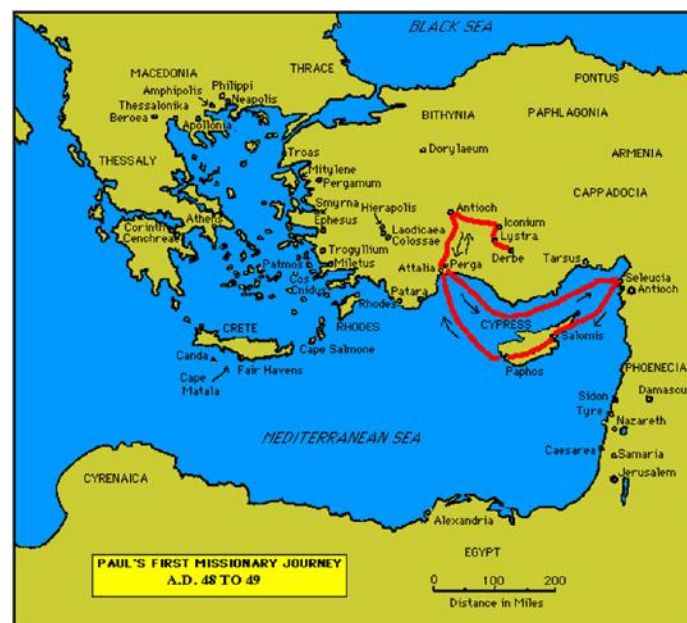 BLACK SEA
MACEDONIA
THRACE
Philippi
Amphipolis
Neapolis
Thessalonika
Beroea
Apollonia
THESSALY
PONTUS
BITHYNIA
PAPHLAGONIA
Dorylaeum
ARMENIA
CAPPADOCIA
Troas
Mitylene
Pergamum
Smyrna
Ephesus
Hierapolis
Laodicaea
Colossae
Antioch
Iconium
Lystra
Derbe
Tarsus
Corinth
Cenchreae
Athens
Trogyllium
Patmos
Miletus
Cos
Cnidus
Attalia
Perga
Patara
Rhodes
RHODES
Seleucia
Antioch
CYPRESS
Salomis
Paphos
CRETE
Cape Salmone
Canda
Fair Havens
Cape
Matala
PHOENECIA
Sidon
Damascu
Tyre
Nazareth
Caesarea
Samaria
Jerusalem
MEDITERRANEAN SEA
CYRENAICA
Alexandria
EGYPT
PAUL'S FIRST MISSIONARY JOURNEY
A.D. 48 TO 49
0 100 200
Distance in Miles